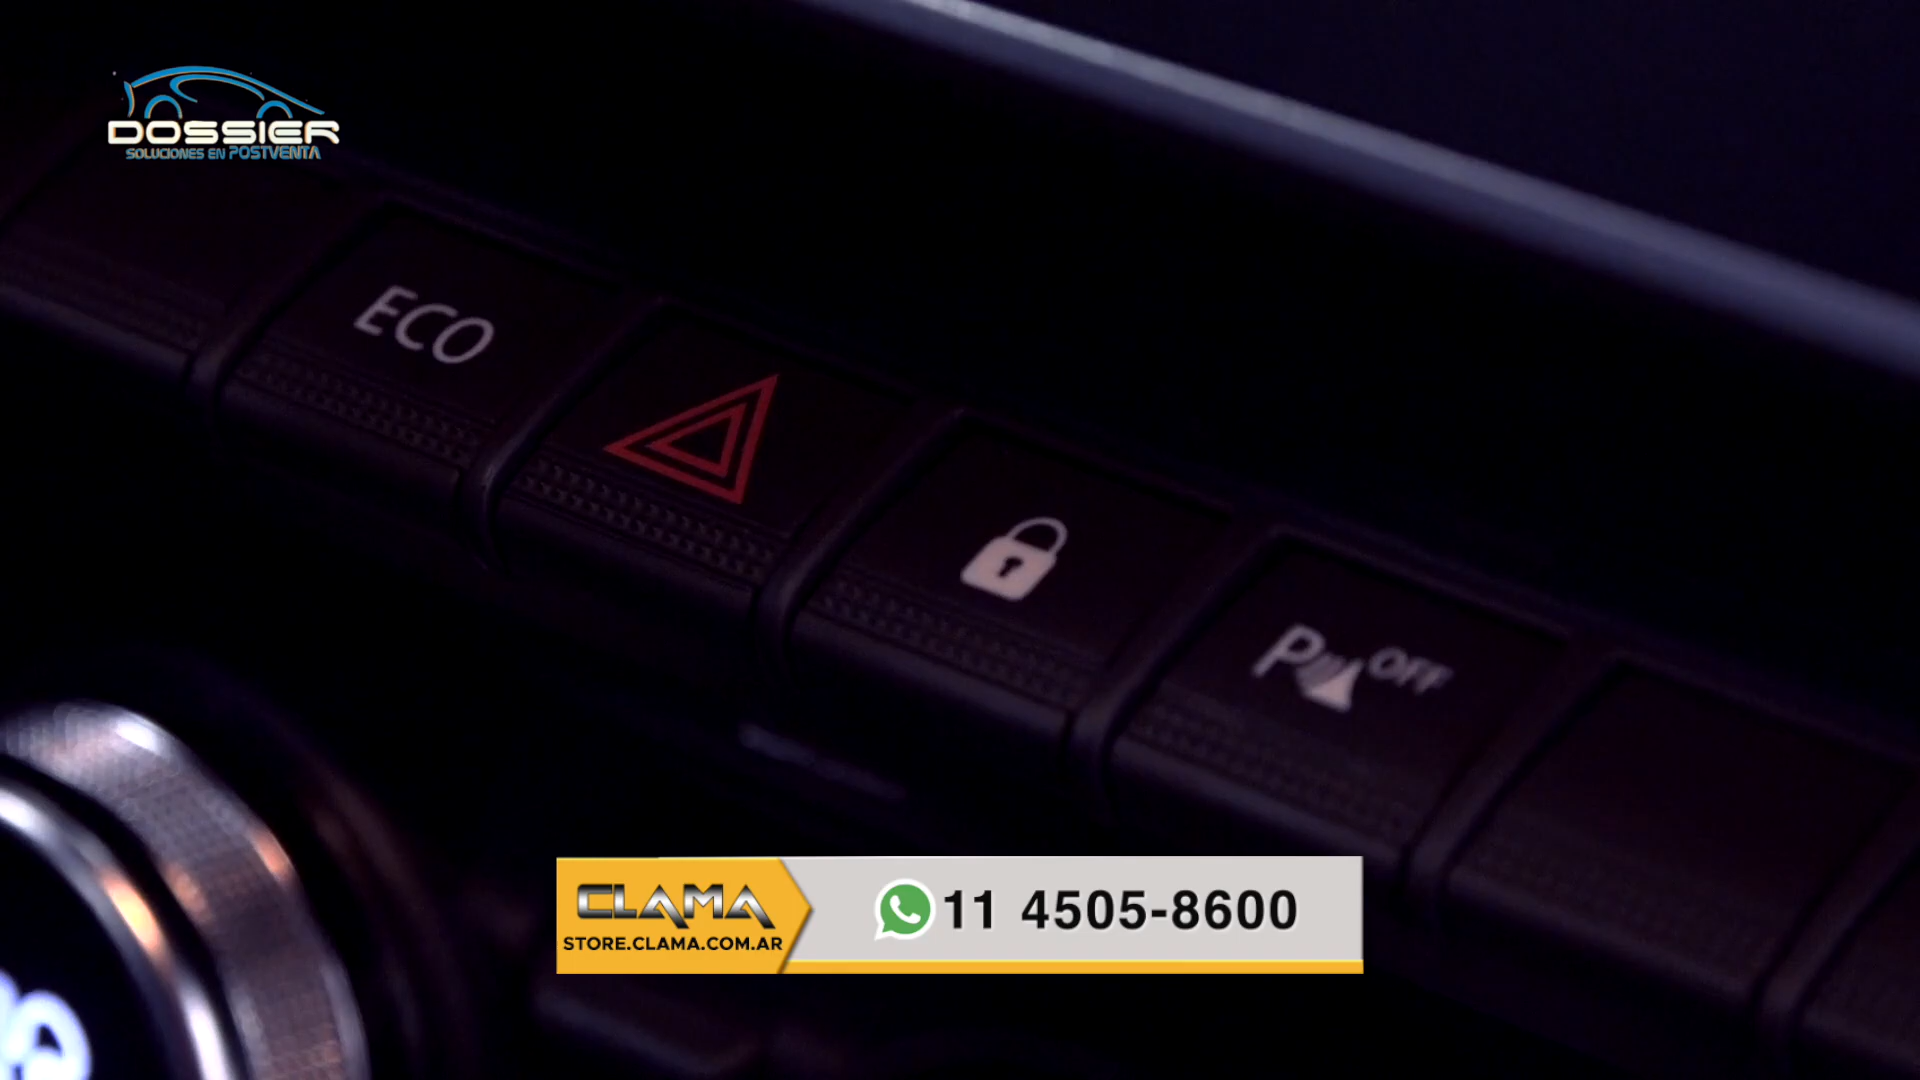 DOSSIER
SOLUCIONES EN POSTVENTA
ECO
P OFF
CLAMA
STORE.CLAMA.COM.AR
11 4505-8600